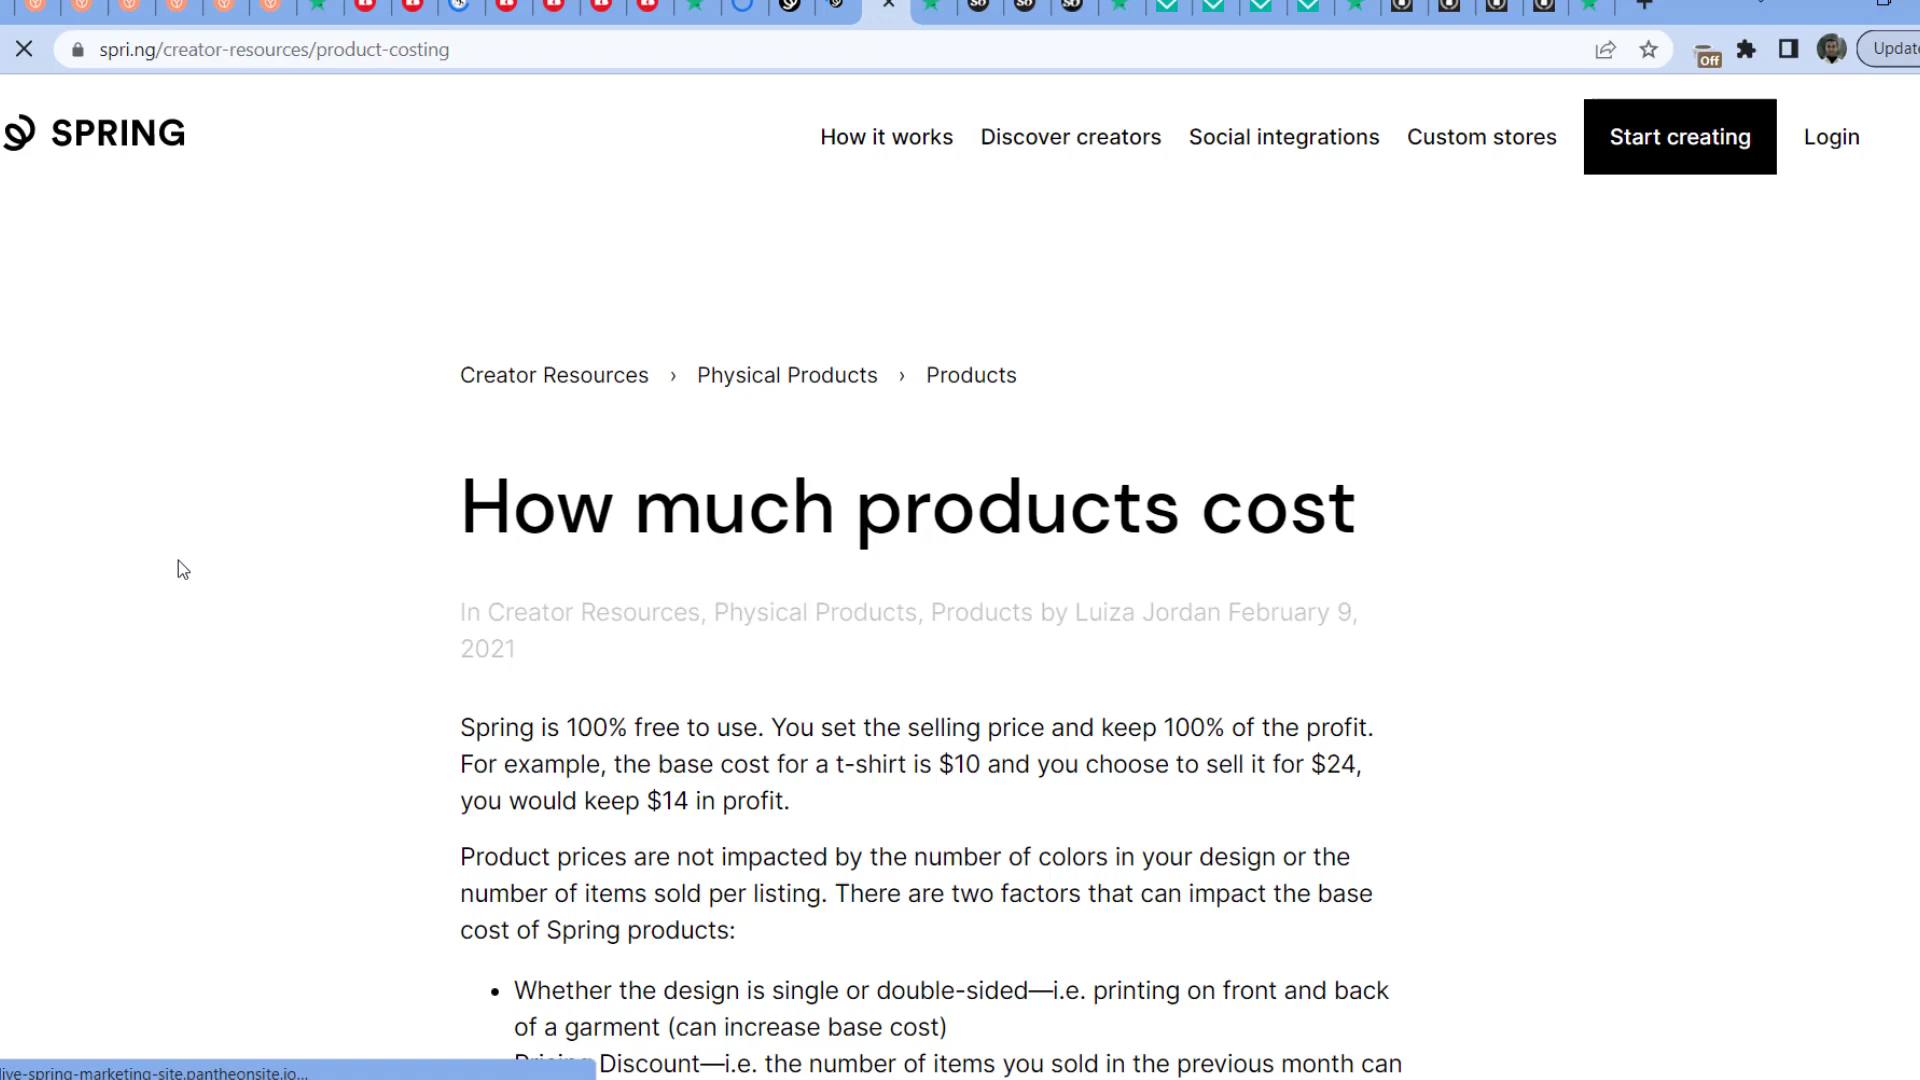 spri.ng/creator-resources/product-costing
Off
Update
SPRING
How it works
Discover creators
Social integrations
Custom stores
Start creating
Login
Creator Resources › Physical Products › Products
How much products cost
In Creator Resources, Physical Products, Products by Luiza Jordan February 9,
2021
Spring is 100% free to use. You set the selling price and keep 100% of the profit.
For example, the base cost for a t-shirt is $10 and you choose to sell it for $24,
you would keep $14 in profit.
Product prices are not impacted by the number of colors in your design or the
number of items sold per listing. There are two factors that can impact the base
cost of Spring products:
• Whether the design is single or double-sided—i.e. printing on front and back
of a garment (can increase base cost)
Pricing Discount—i.e. the number of items you sold in the previous month can
live-spring-marketing-site.pantheonsite.io...